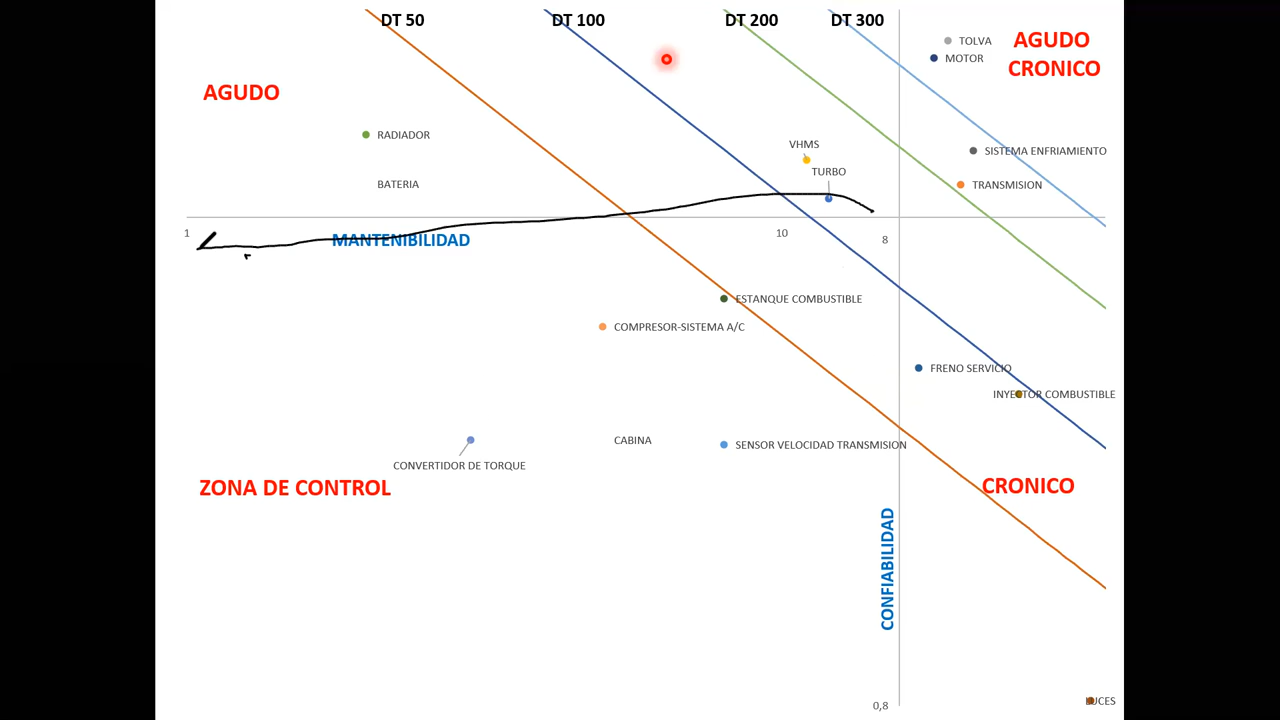 DT 50
DT 100
DT 200
DT 300
TOLVA
AGUDO
CRONICO
MOTOR
AGUDO
RADIADOR
VHMS
SISTEMA ENFRIAMIENTO
TURBO
BATERIA
TRANSMISION
1
10
8
MANTENIBILIDAD
ESTANQUE COMBUSTIBLE
COMPRESOR-SISTEMA A/C
FRENO SERVICIO
INYECTOR COMBUSTIBLE
CABINA
SENSOR VELOCIDAD TRANSMISION
CONVERTIDOR DE TORQUE
ZONA DE CONTROL
CRONICO
CONFIABILIDAD
LUCES
0,8